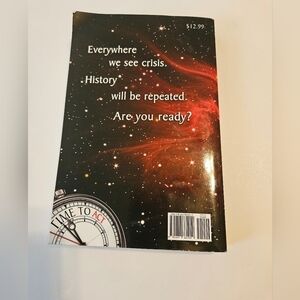 $12.99
Everywhere
we see crisis.
History
will be repeated.
Are you ready?
TIME TO ACT